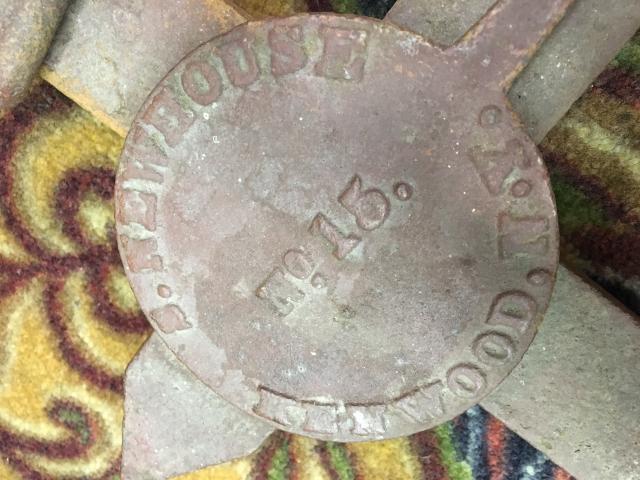 S. NEWHOUSE
No. 15.
KENWOOD. N.Y.